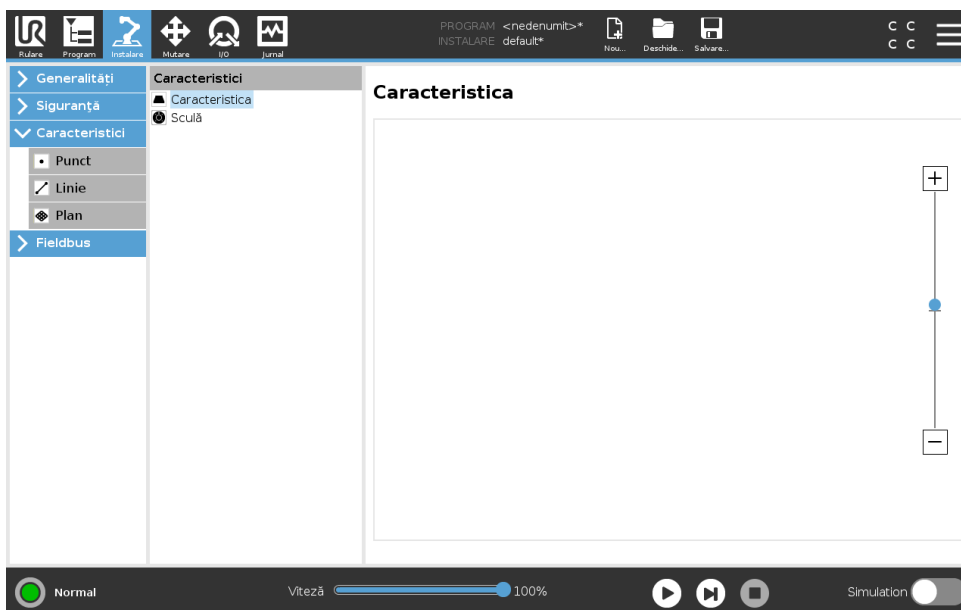 Rulare
Program
Instalare
Mutare
I/O
Jurnal
PROGRAM <nedenumit>*
INSTALARE default*
Nou...
Deschide...
Salvare...
C C
C C
Generalități
Siguranță
Caracteristici
Punct
Linie
Plan
Fieldbus
Caracteristici
Caracteristica
Sculă
Caracteristica
Normal
Viteză
100%
Simulation